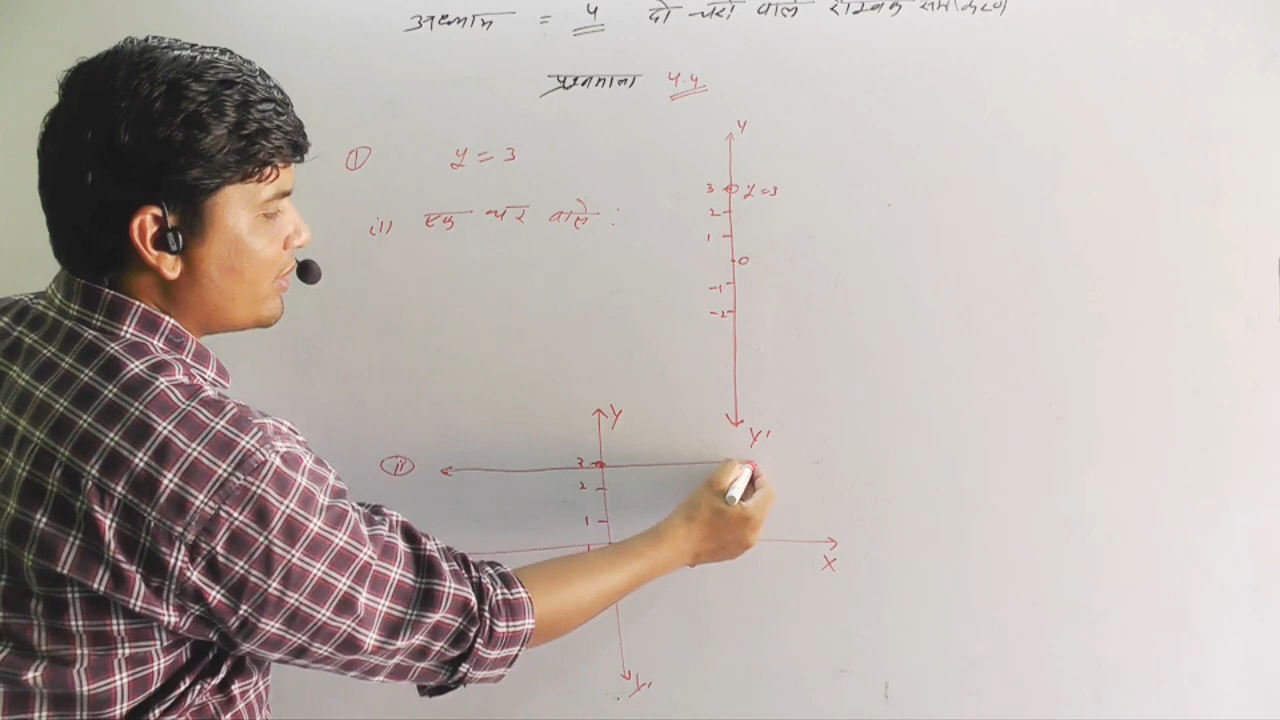 अध्याय = 4 दो चरों वाले रैखिक समीकरण
प्रश्नमाला 4.4
① y = 3
(i) एक चर वाले :
Y
3 y=3
2
1
0
-1
-2
Y'
ii
Y
3
2
1
X
Y'